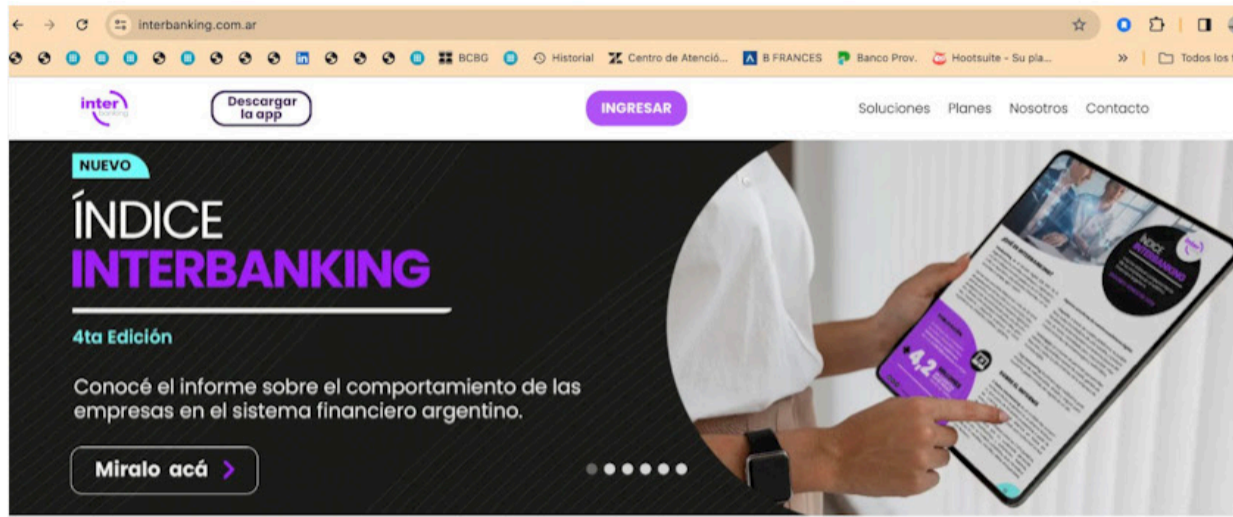 interbanking.com.ar
BCBG Historial Centro de Atenció... B FRANCES Banco Prov. Hootsuite - Su pla... » Todos los
inter
banking
Descargar
la app
INGRESAR
Soluciones Planes Nosotros Contacto
NUEVO
ÍNDICE
INTERBANKING
4ta Edición
Conocé el informe sobre el comportamiento de las
empresas en el sistema financiero argentino.
Miralo acá >
inter
ÍNDICE
INTERBANKING
+4,2